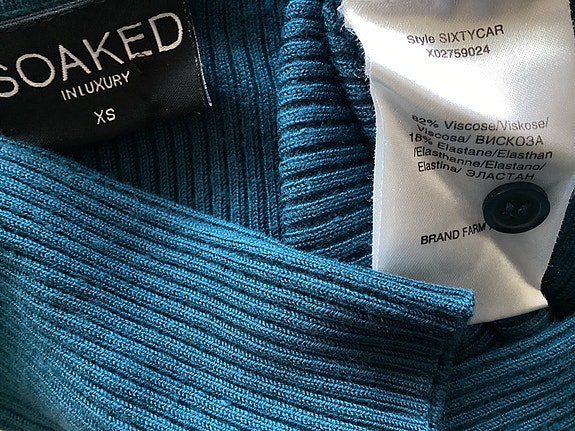 SOAKED
IN LUXURY
XS
Style SIXTYCAR
X02759024
82% Viscose/Viskose/
Viscosa/ ВИСКОЗА
18% Elastane/Elasthan
/Elasthanne/Elastano/
Elastina/ ЭЛАСТАН
BRAND FARM